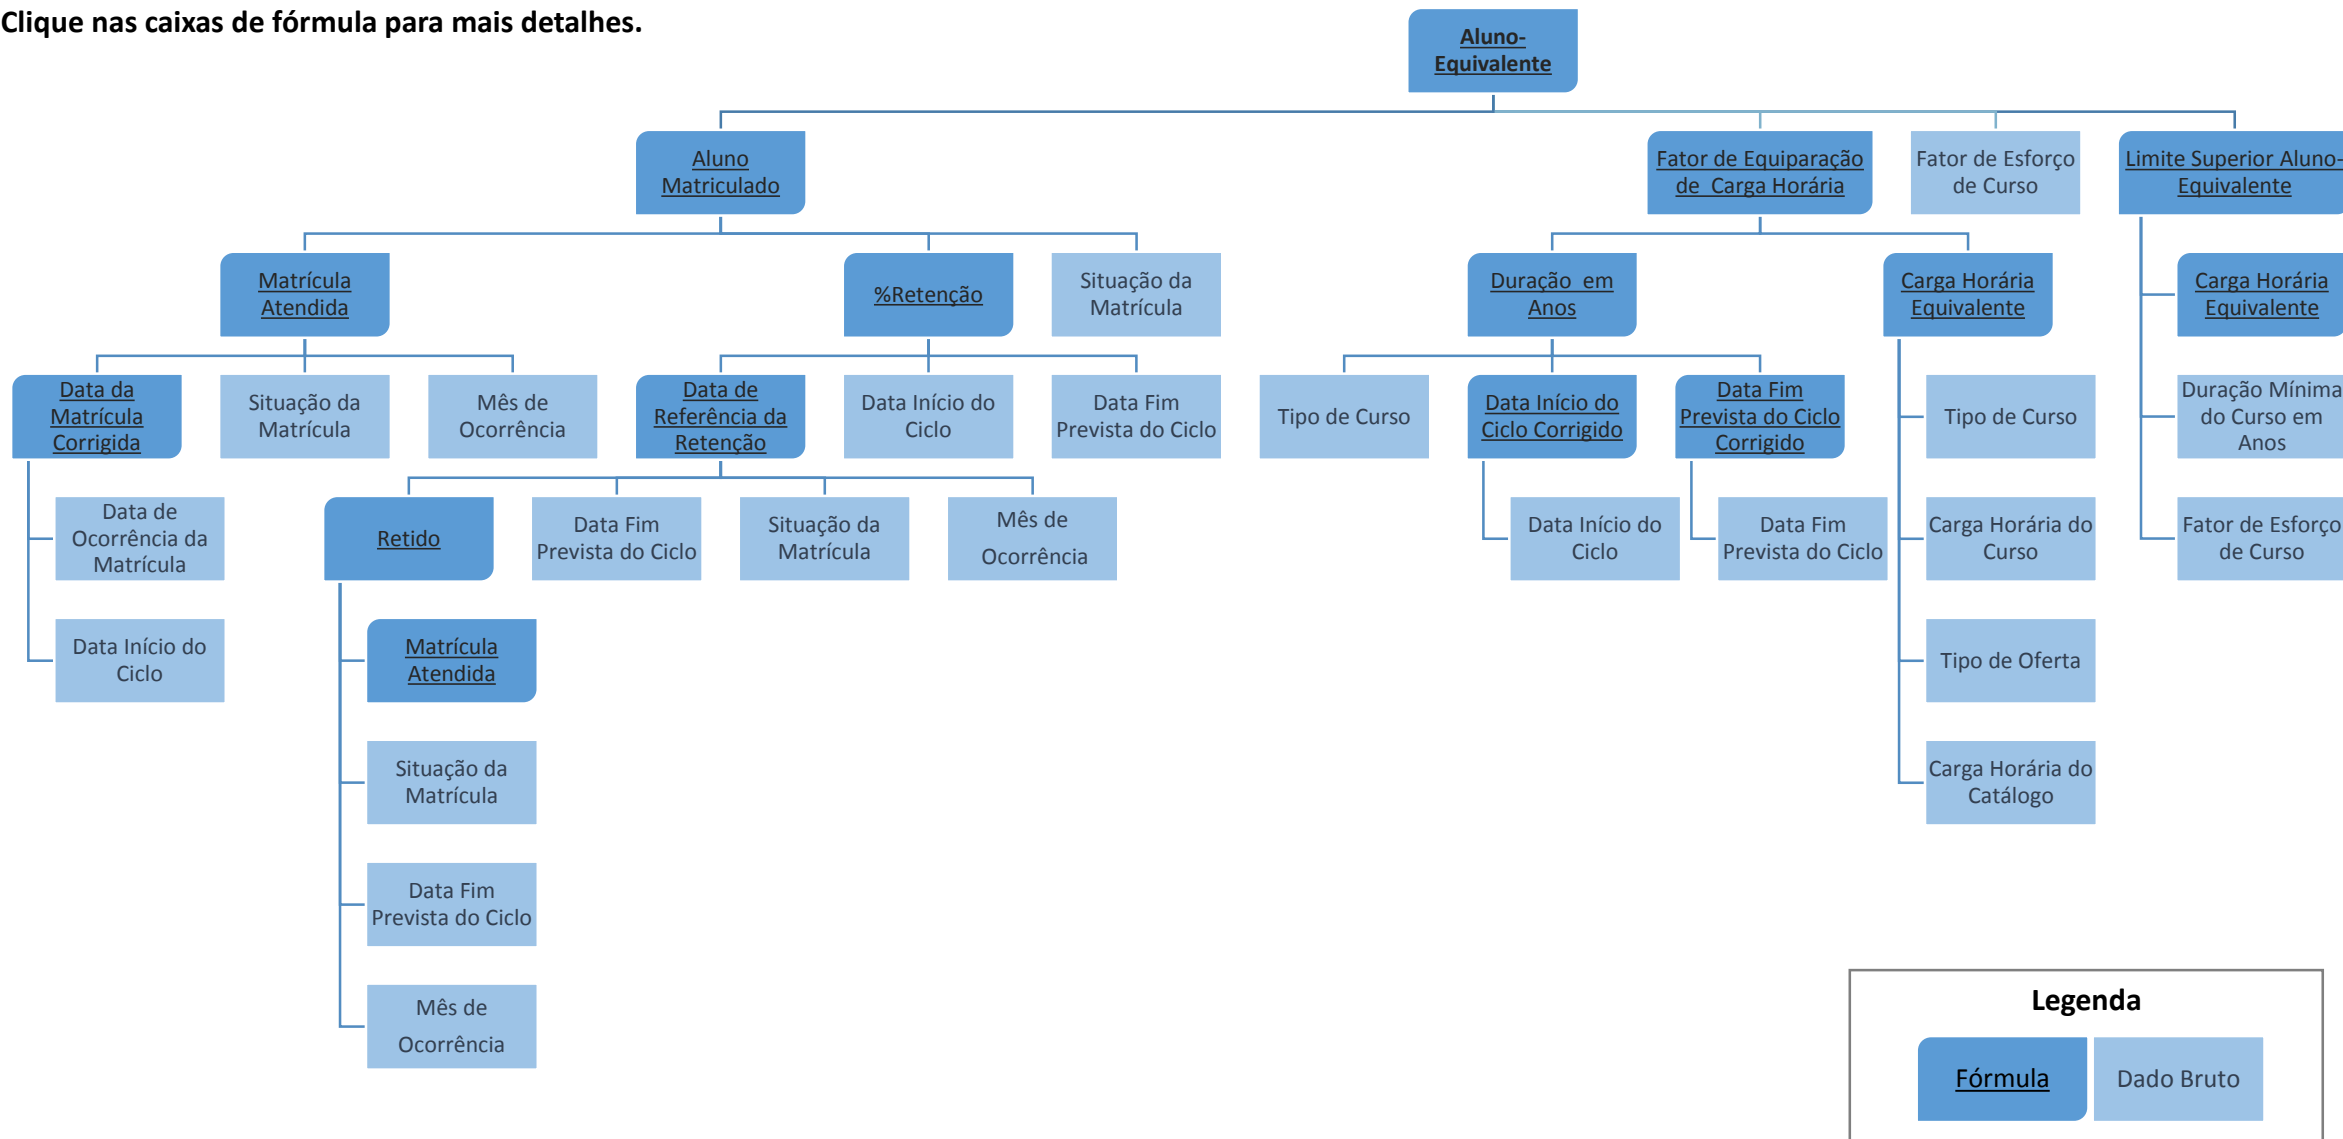 Clique nas caixas de fórmula para mais detalhes.
Aluno-
Equivalente
Aluno
Matriculado
Fator de Equiparação
de Carga Horária
Fator de Esforço
de Curso
Limite Superior Aluno-
Equivalente
Matrícula
Atendida
%Retenção
Situação da
Matrícula
Duração em
Anos
Carga Horária
Equivalente
Carga Horária
Equivalente
Data da
Matrícula
Corrigida
Situação da
Matrícula
Mês de
Ocorrência
Data de
Referência da
Retenção
Data Início do
Ciclo
Data Fim
Prevista do Ciclo
Tipo de Curso
Data Início do
Ciclo Corrigido
Data Fim
Prevista do Ciclo
Corrigido
Tipo de Curso
Duração Mínima
do Curso em
Anos
Data de
Ocorrência da
Matrícula
Retido
Data Fim
Prevista do Ciclo
Situação da
Matrícula
Mês de
Ocorrência
Data Início do
Ciclo
Data Fim
Prevista do Ciclo
Carga Horária do
Curso
Fator de Esforço
de Curso
Data Início do
Ciclo
Matrícula
Atendida
Tipo de Oferta
Situação da
Matrícula
Carga Horária do
Catálogo
Data Fim
Prevista do Ciclo
Mês de
Ocorrência
Legenda
Fórmula
Dado Bruto